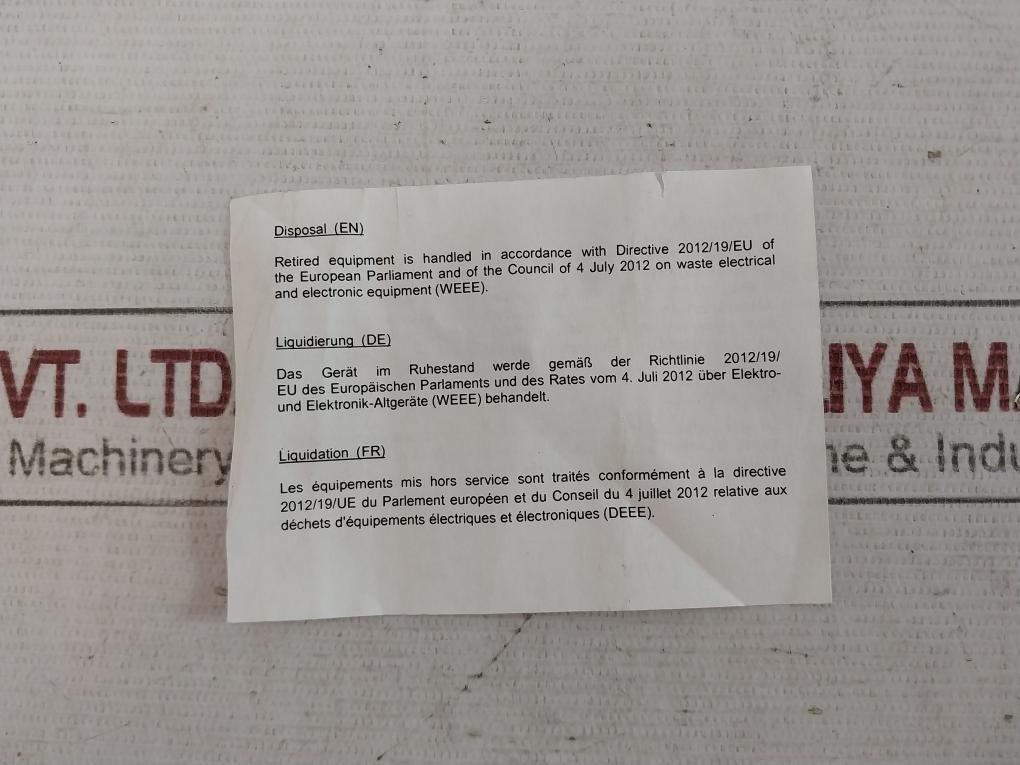 Disposal (EN)
Retired equipment is handled in accordance with Directive 2012/19/EU of
the European Parliament and of the Council of 4 July 2012 on waste electrical
and electronic equipment (WEEE).
Liquidierung (DE)
Das Gerät im Ruhestand werde gemäß der Richtlinie 2012/19/
EU des Europäischen Parlaments und des Rates vom 4. Juli 2012 über Elektro-
und Elektronik-Altgeräte (WEEE) behandelt.
Liquidation (FR)
Les équipements mis hors service sont traités conformément à la directive
2012/19/UE du Parlement européen et du Conseil du 4 juillet 2012 relative aux
déchets d'équipements électriques et électroniques (DEEE).
VT. LTD.
Machinery
& Indu